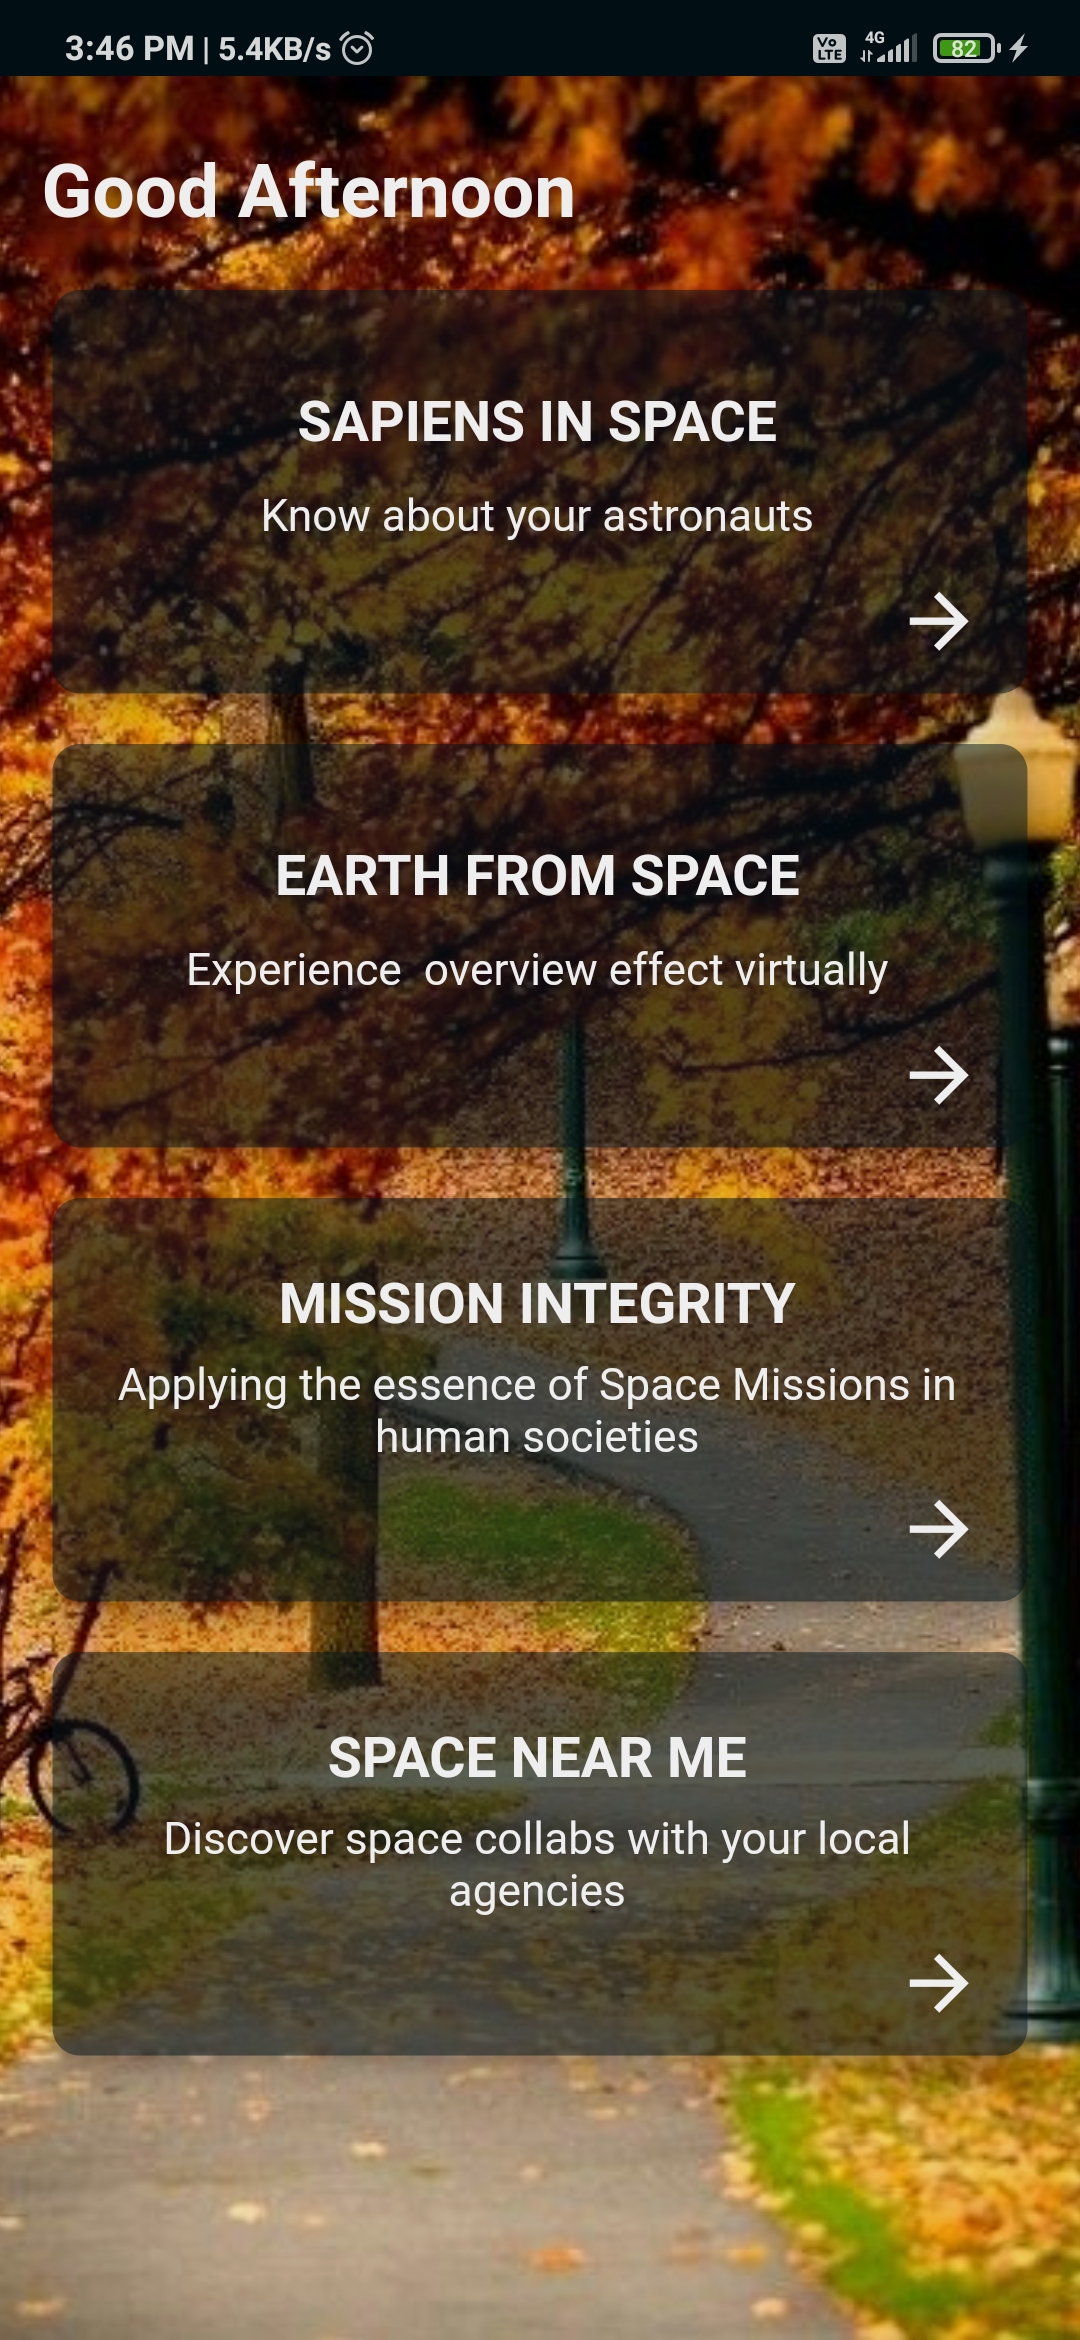 3:46 PM | 5.4KB/s
Vo LTE 4G 82
Good Afternoon
SAPIENS IN SPACE
Know about your astronauts
EARTH FROM SPACE
Experience  overview effect virtually
MISSION INTEGRITY
Applying the essence of Space Missions in
human societies
SPACE NEAR ME
Discover space collabs with your local
agencies